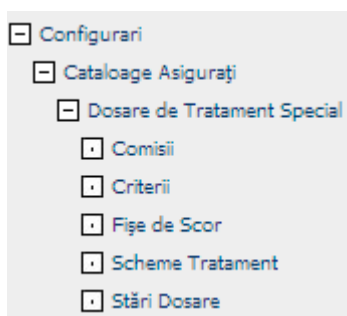 Configurari
Cataloage Asiguraţi
Dosare de Tratament Special
Comisii
Criterii
Fişe de Scor
Scheme Tratament
Stări Dosare